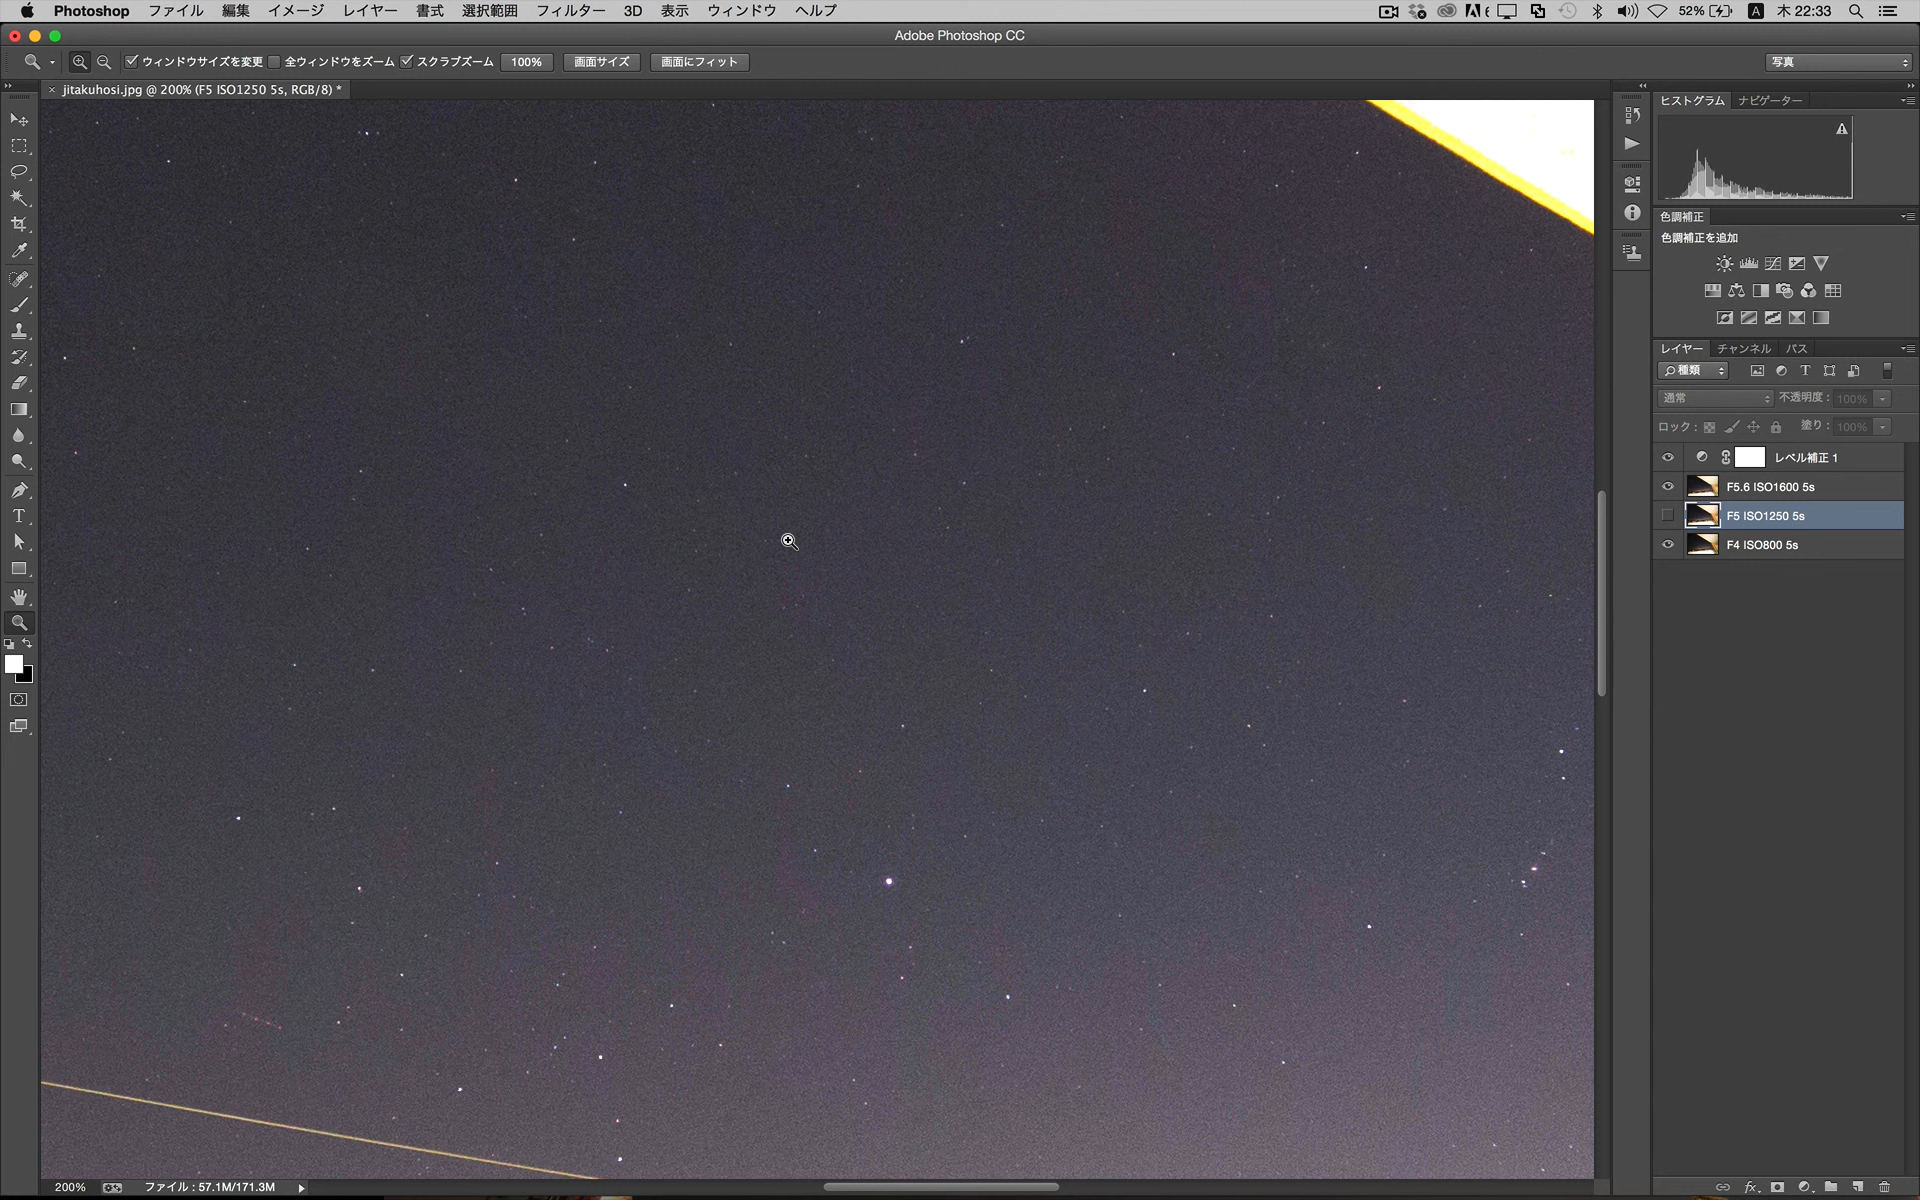 Photoshop ファイル 編集 イメージ レイヤー 書式 選択範囲 フィルター 3D 表示 ウィンドウ ヘルプ 6 52% A 木 22:33
Adobe Photoshop CC
ウィンドウサイズを変更 全ウィンドウをズーム スクラブズーム 100% 画面サイズ 画面にフィット 写真
× jitakuhosi.jpg @ 200% (F5 ISO1250 5s, RGB/8) *
ヒストグラム ナビゲーター
色調補正
色調補正を追加
レイヤー チャンネル パス
種類
通常 不透明度: 100%
ロック: 塗り: 100%
レベル補正 1
F5.6 ISO1600 5s
F5 ISO1250 5s
F4 ISO800 5s
200% ファイル : 57.1M/171.3M